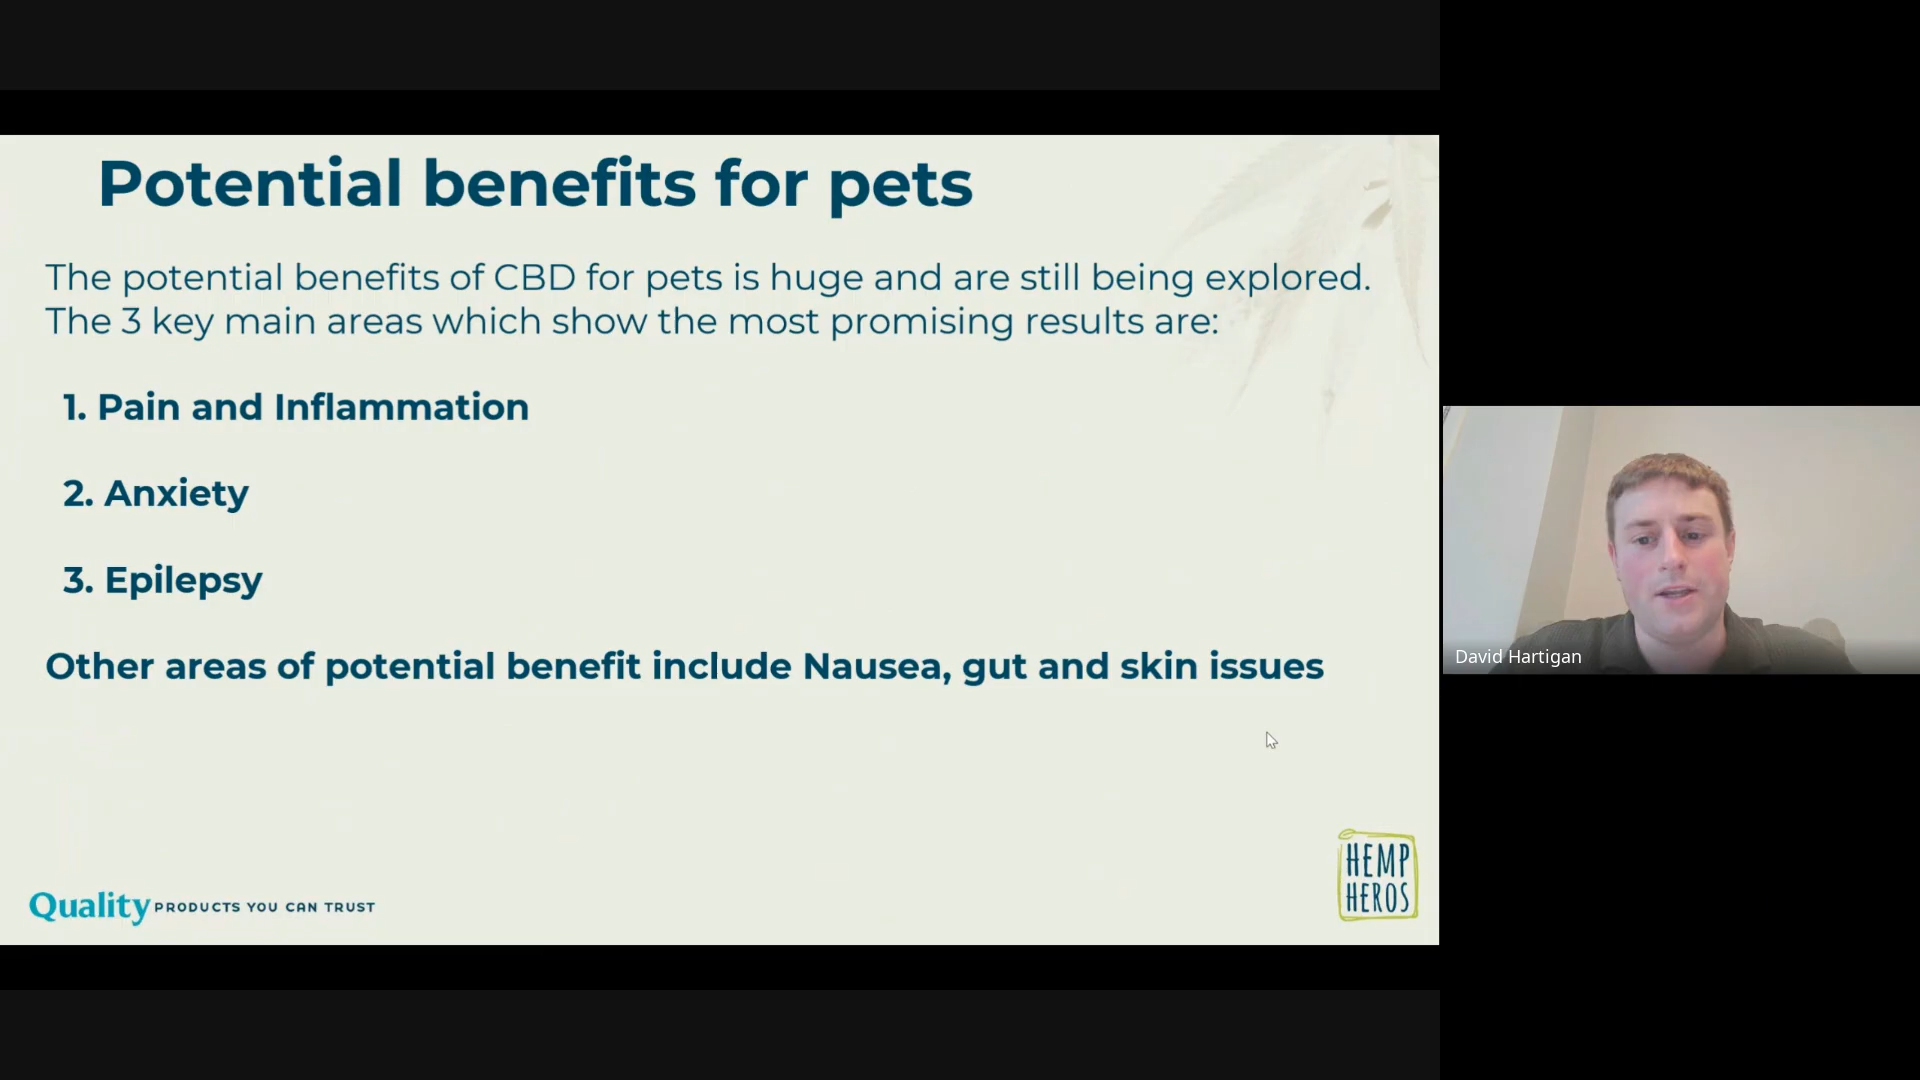 Potential benefits for pets
The potential benefits of CBD for pets is huge and are still being explored.
The 3 key main areas which show the most promising results are:
1. Pain and Inflammation
2. Anxiety
3. Epilepsy
Other areas of potential benefit include Nausea, gut and skin issues
David Hartigan
HEMP
HEROS
Quality PRODUCTS YOU CAN TRUST